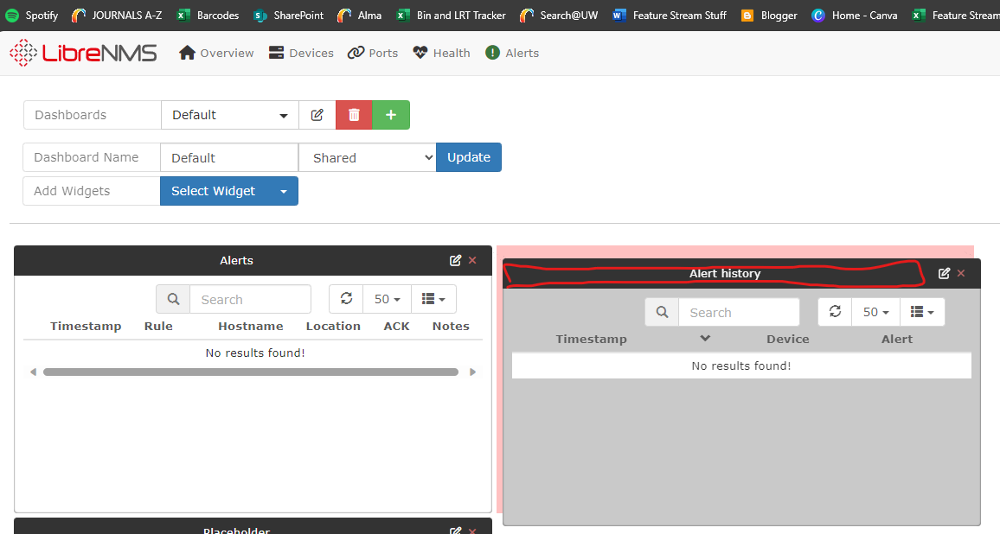 Spotify JOURNALS A-Z Barcodes SharePoint Alma Bin and LRT Tracker Search@UW Feature Stream Stuff Blogger Home - Canva Feature Stream
LibreNMS Overview Devices Ports Health Alerts
Dashboards Default
Dashboard Name Default Shared Update
Add Widgets Select Widget
Alerts
Search 50
Timestamp Rule Hostname Location ACK Notes
No results found!
Alert history
Search 50
Timestamp Device Alert
No results found!
Placeholder